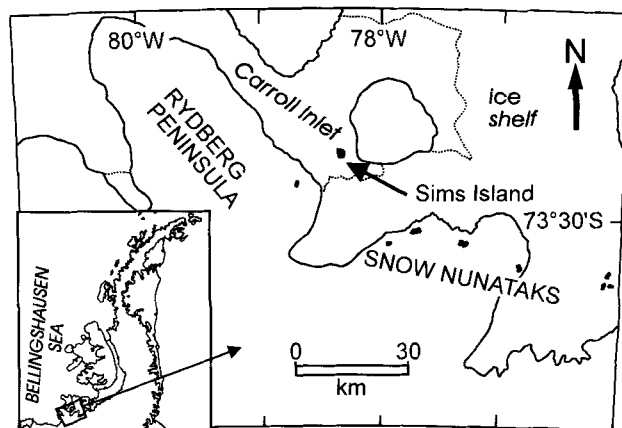 80°W
78°W
N
Carroll Inlet
ice
shelf
RYDBERG
PENINSULA
Sims Island
73°30'S
SNOW NUNATAKS
BELLINGSHAUSEN
SEA
0 30
km